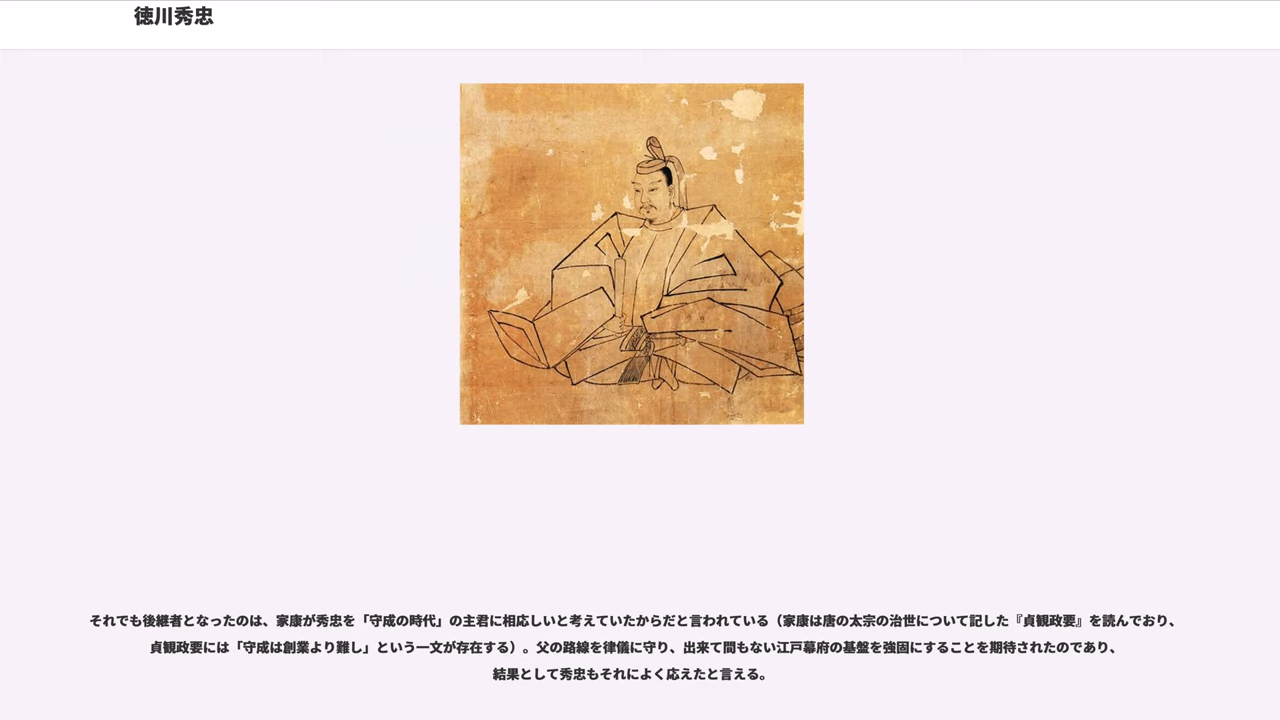 徳川秀忠
それでも後継者となったのは、家康が秀忠を「守成の時代」の主君に相応しいと考えていたからだと言われている（家康は唐の太宗の治世について記した『貞観政要』を読んでおり、
貞観政要には「守成は創業より難し」という一文が存在する）。父の路線を律儀に守り、出来て間もない江戸幕府の基盤を強固にすることを期待されたのであり、
結果として秀忠もそれによく応えたと言える。